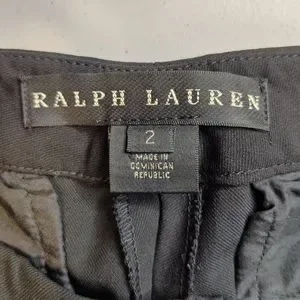 RALPH LAUREN
2
MADE IN
DOMINICAN
REPUBLIC